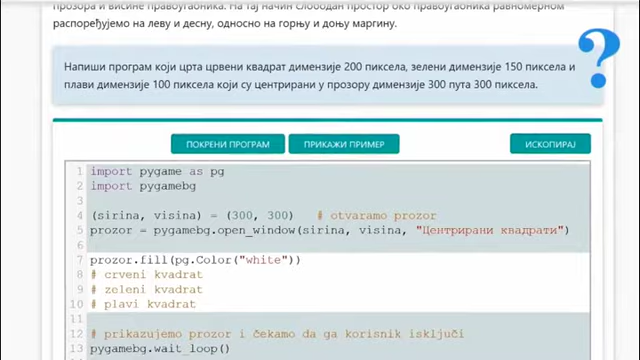 прозора и висине правоугаоника. На тај начин слободан простор око правоугаоника равномерном
распоређујемо на леву и десну, односно на горњу и доњу маргину.
?
Напиши програм који црта црвени квадрат димензије 200 пиксела, зелени димензије 150 пиксела и
плави димензије 100 пиксела који су центрирани у прозору димензије 300 пута 300 пиксела.
ПОКРЕНИ ПРОГРАМ ПРИКАЖИ ПРИМЕР ИСКОПИРАЈ
1 import pygame as pg
2 import pygamebg
3
4 (sirina, visina) = (300, 300) # otvaramo prozor
5 prozor = pygamebg.open_window(sirina, visina, "Центрирани квадрати")
6
7 prozor.fill(pg.Color("white"))
8 # crveni kvadrat
9 # zeleni kvadrat
10 # plavi kvadrat
11
12 # prikazujemo prozor i čekamo da ga korisnik isključi
13 pygamebg.wait_loop()